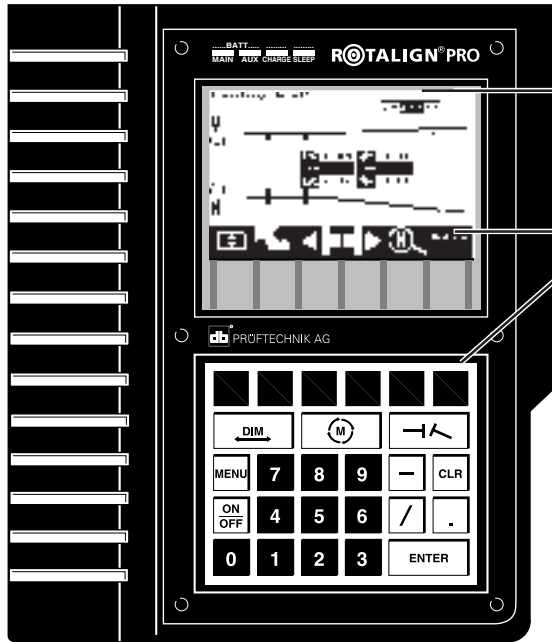 BATT.
MAIN AUX CHARGE SLEEP
ROTALIGN® PRO
V
H
M
db PRÜFTECHNIK AG
DIM M
MENU 7 8 9 – CLR
ON OFF 4 5 6 / .
0 1 2 3 ENTER